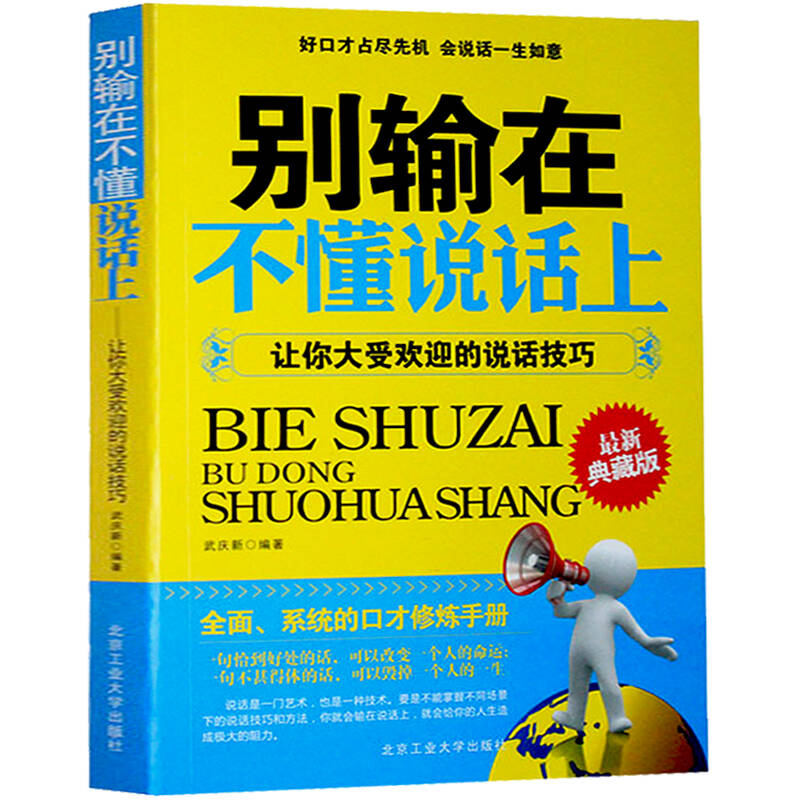 别输在不懂说话上
——让你大受欢迎的说话技巧
武庆新◎编著
北京工业大学出版社
好口才占尽先机 会说话一生如意
别输在
不懂说话上
让你大受欢迎的说话技巧
BIE SHUZAI
BU DONG
SHUOHUA SHANG
最新
典藏版
武庆新◎编著
全面、系统的口才修炼手册
一句恰到好处的话，可以改变一个人的命运；
一句不甚得体的话，可以毁掉一个人的一生
说话是一门艺术，也是一种技术。要是不能掌握不同场景
下的说话技巧和方法，你就会输在说话上，就会给你的人生造
成极大的阻力。
北京工业大学出版社